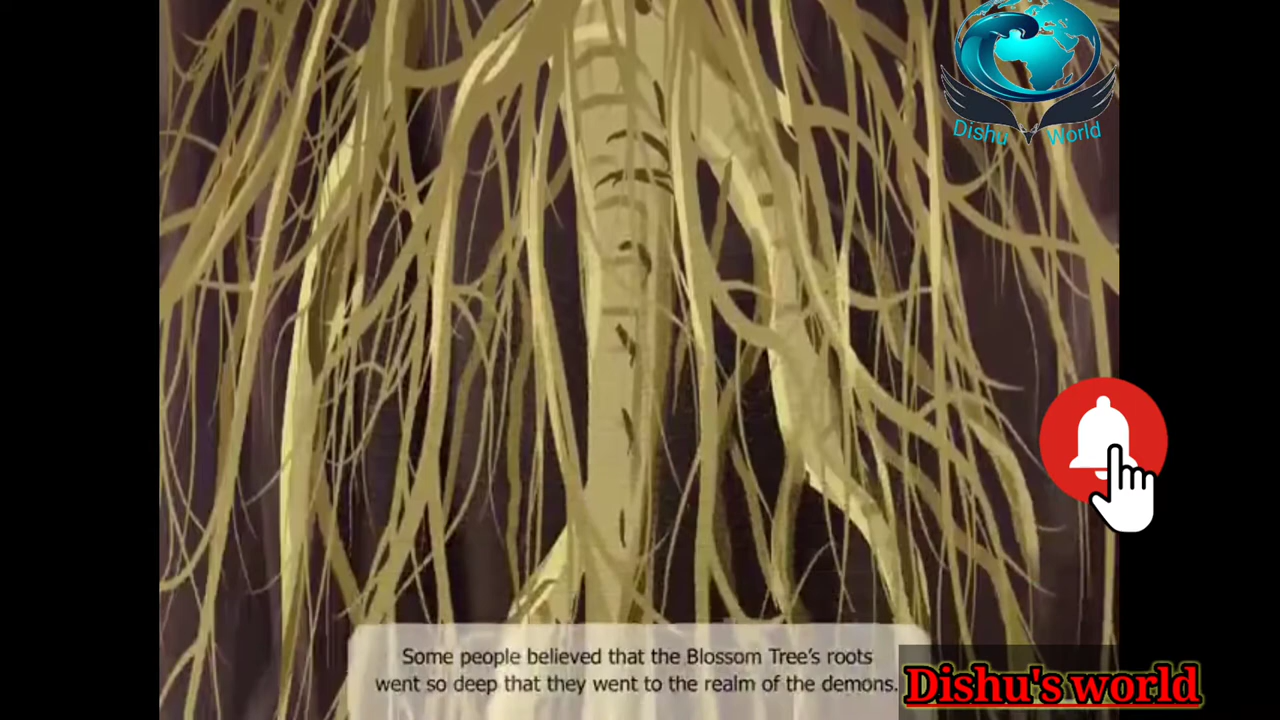 Dishu World
Some people believed that the Blossom Tree's roots
went so deep that they went to the realm of the demons.
Dishu's world